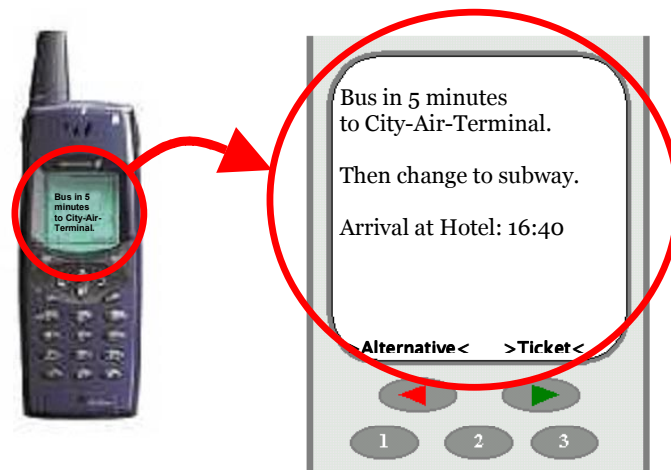 Bus in 5
minutes
to City-Air-
Terminal.
Bus in 5 minutes
to City-Air-Terminal.
Then change to subway.
Arrival at Hotel: 16:40
>Alternative< >Ticket<
1 2 3